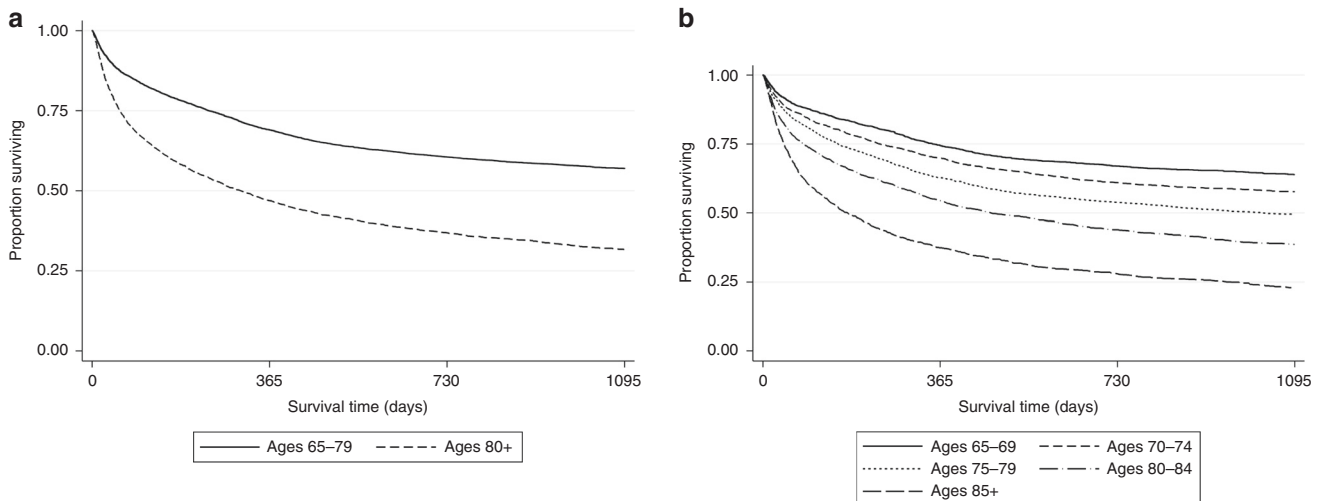 a
1.00
0.75
0.50
0.25
0.00
Proportion surviving
0 365 730 1095
Survival time (days)
Ages 65–79 Ages 80+
b
1.00
0.75
0.50
0.25
0.00
Proportion surviving
0 365 730 1095
Survival time (days)
Ages 65–69 Ages 70–74
Ages 75–79 Ages 80–84
Ages 85+